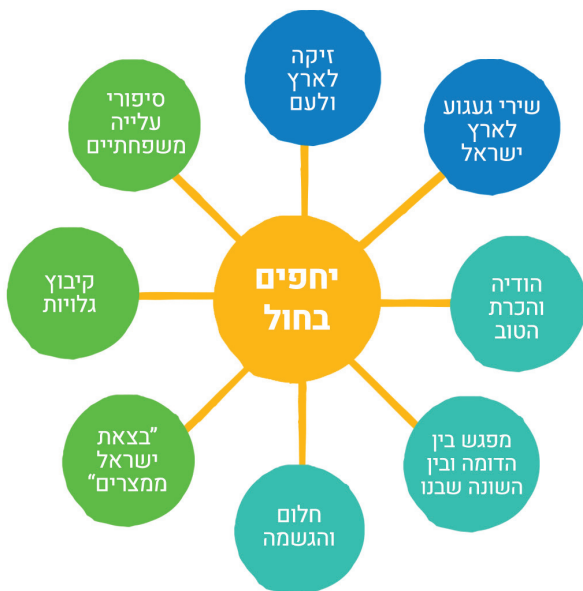 זיקה
לארץ
ולעם
שירי געגוע
לארץ
ישראל
הודיה
והכרת
הטוב
מפגש בין
הדומה ובין
השונה שבנו
חלום
והגשמה
"בצאת
ישראל
ממצרים"
קיבוץ
גלויות
סיפורי
עלייה
משפחתיים
יחפים
בחול